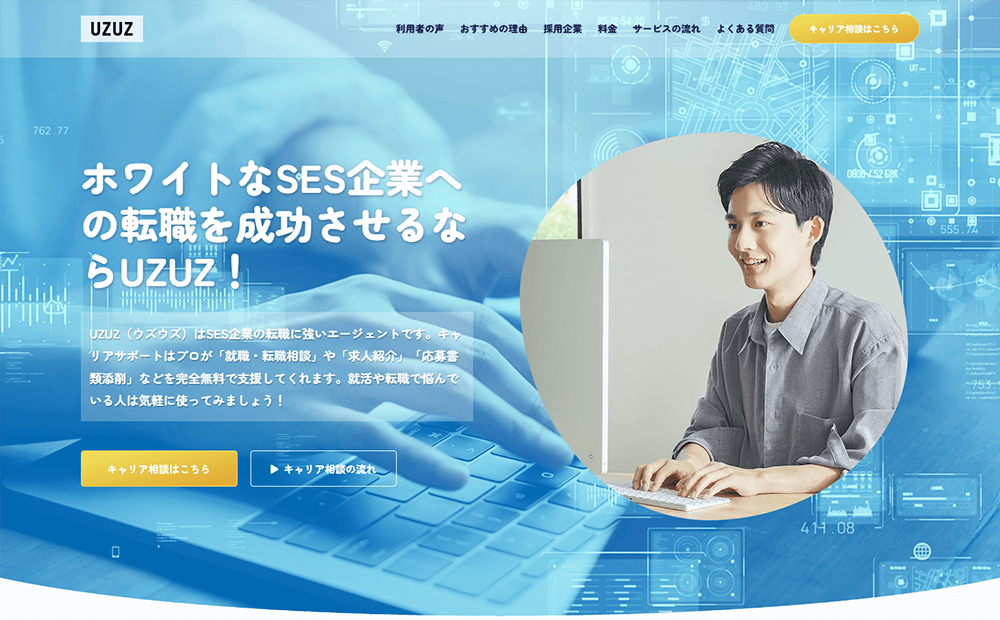 UZUZ
利用者の声 おすすめの理由 採用企業 料金 サービスの流れ よくある質問 キャリア相談はこちら
762.77
555.74
ホワイトなSES企業へ
の転職を成功させるな
らUZUZ！
UZUZ（ウズウズ）はSES企業の転職に強いエージェントです。キャ
リアサポートはプロが「就職・転職相談」や「求人紹介」「応募書
類添削」などを完全無料で支援してくれます。就活や転職で悩んで
いる人は気軽に使ってみましょう！
キャリア相談はこちら ▶ キャリア相談の流れ
411.08